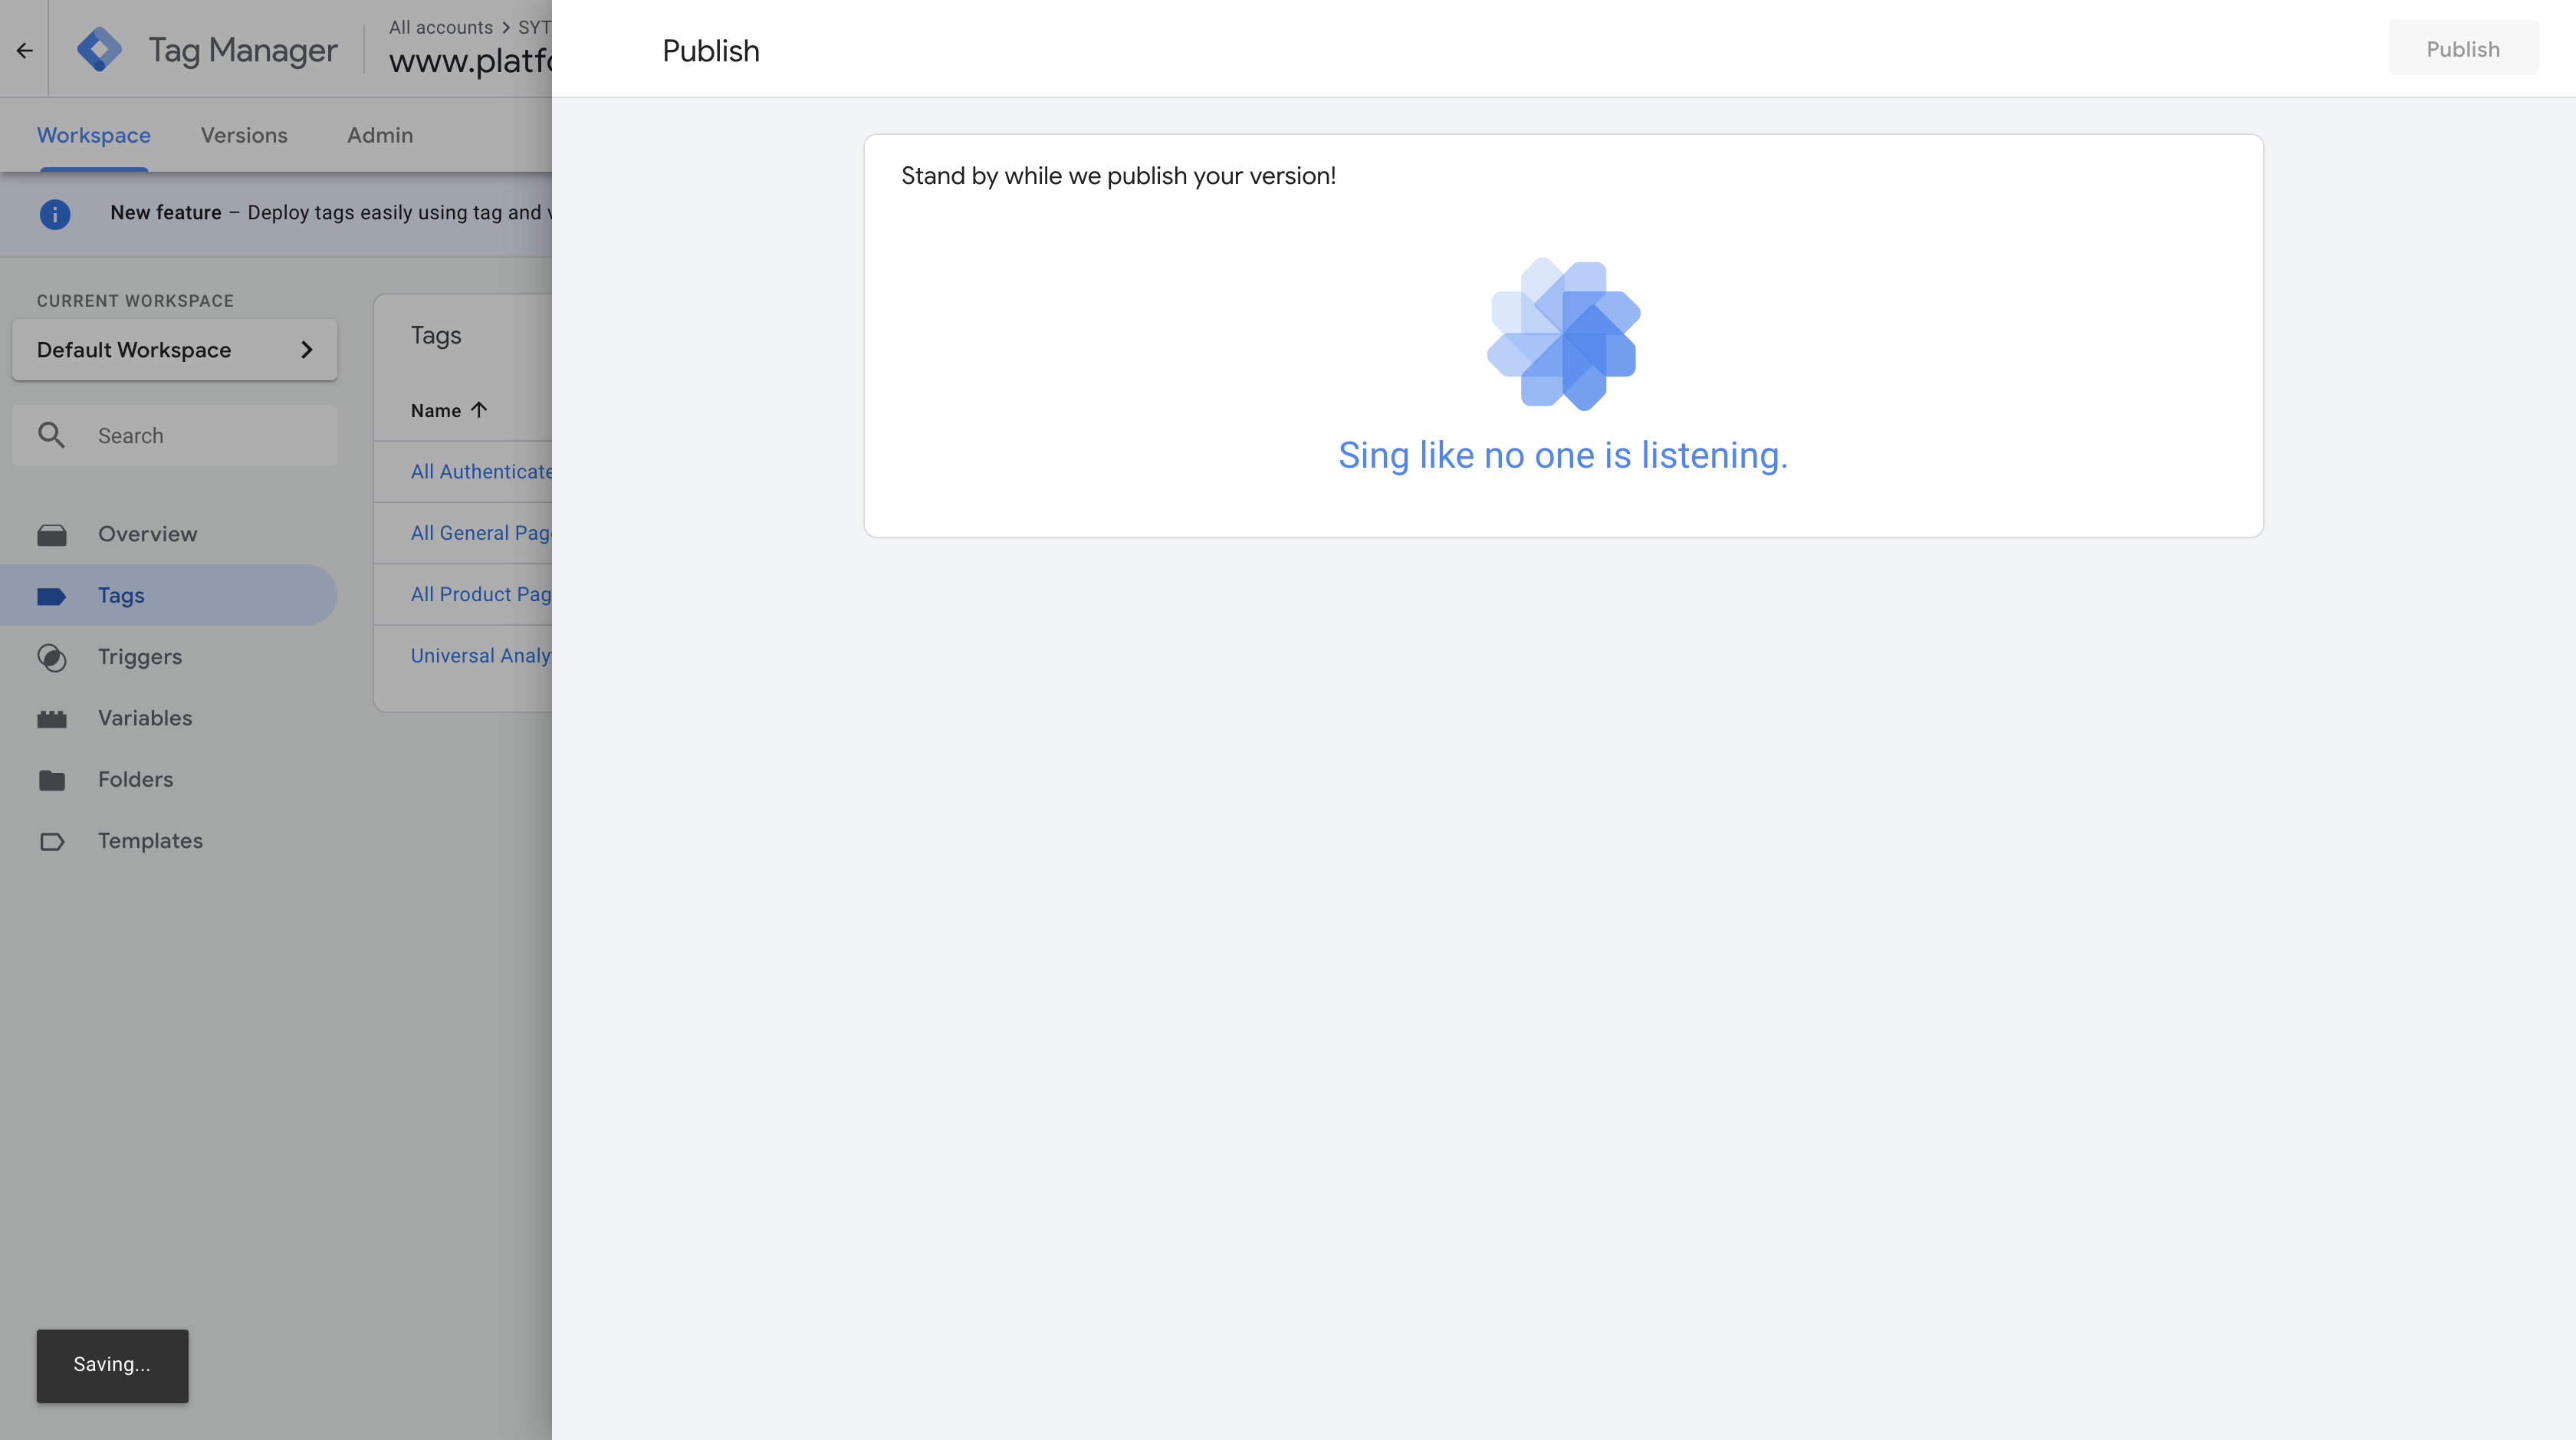 Tag Manager
All accounts > SYT
www.platfo
Publish
Publish
Workspace
Versions
Admin
New feature – Deploy tags easily using tag and v
Stand by while we publish your version!
Sing like no one is listening.
CURRENT WORKSPACE
Default Workspace
Search
Overview
Tags
Triggers
Variables
Folders
Templates
Tags
Name
All Authenticate
All General Pag
All Product Pag
Universal Analy
Saving...